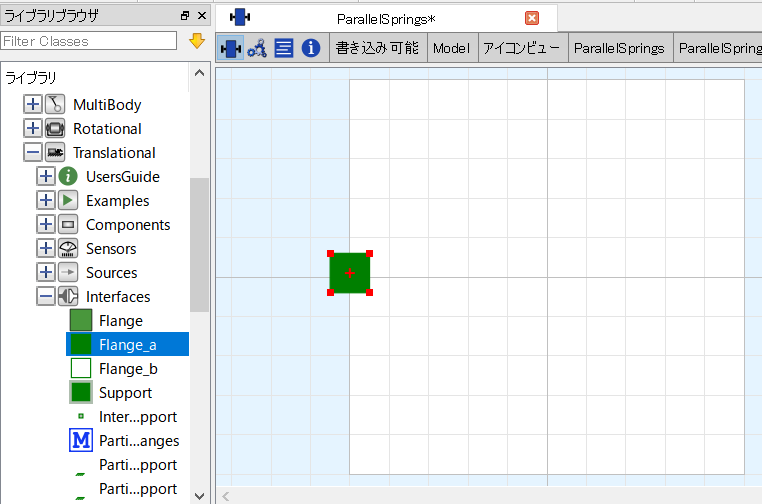 ライブラリブラウザ
ParallelSprings*
Filter Classes
書き込み可能
Model
アイコンビュー
ParallelSprings
ParallelSpring
ライブラリ
MultiBody
Rotational
Translational
UsersGuide
Examples
Components
Sensors
Sources
Interfaces
Flange
Flange_a
Flange_b
Support
Inter...pport
M
Parti...anges
Parti...pport
Parti...pport